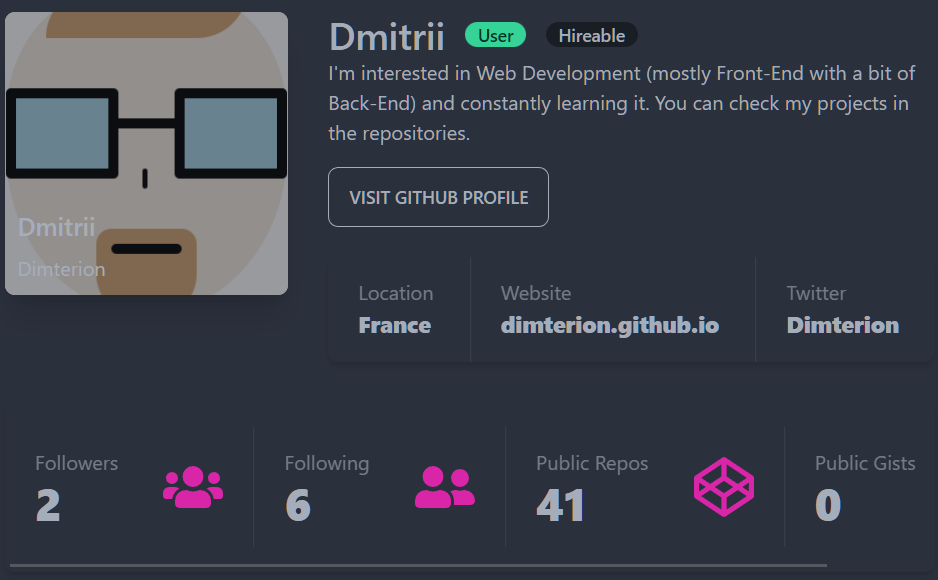 Dmitrii
Dimterion
Dmitrii User Hireable
I'm interested in Web Development (mostly Front-End with a bit of
Back-End) and constantly learning it. You can check my projects in
the repositories.
VISIT GITHUB PROFILE
Location
France
Website
dimterion.github.io
Twitter
Dimterion
Followers
2
Following
6
Public Repos
41
Public Gists
0